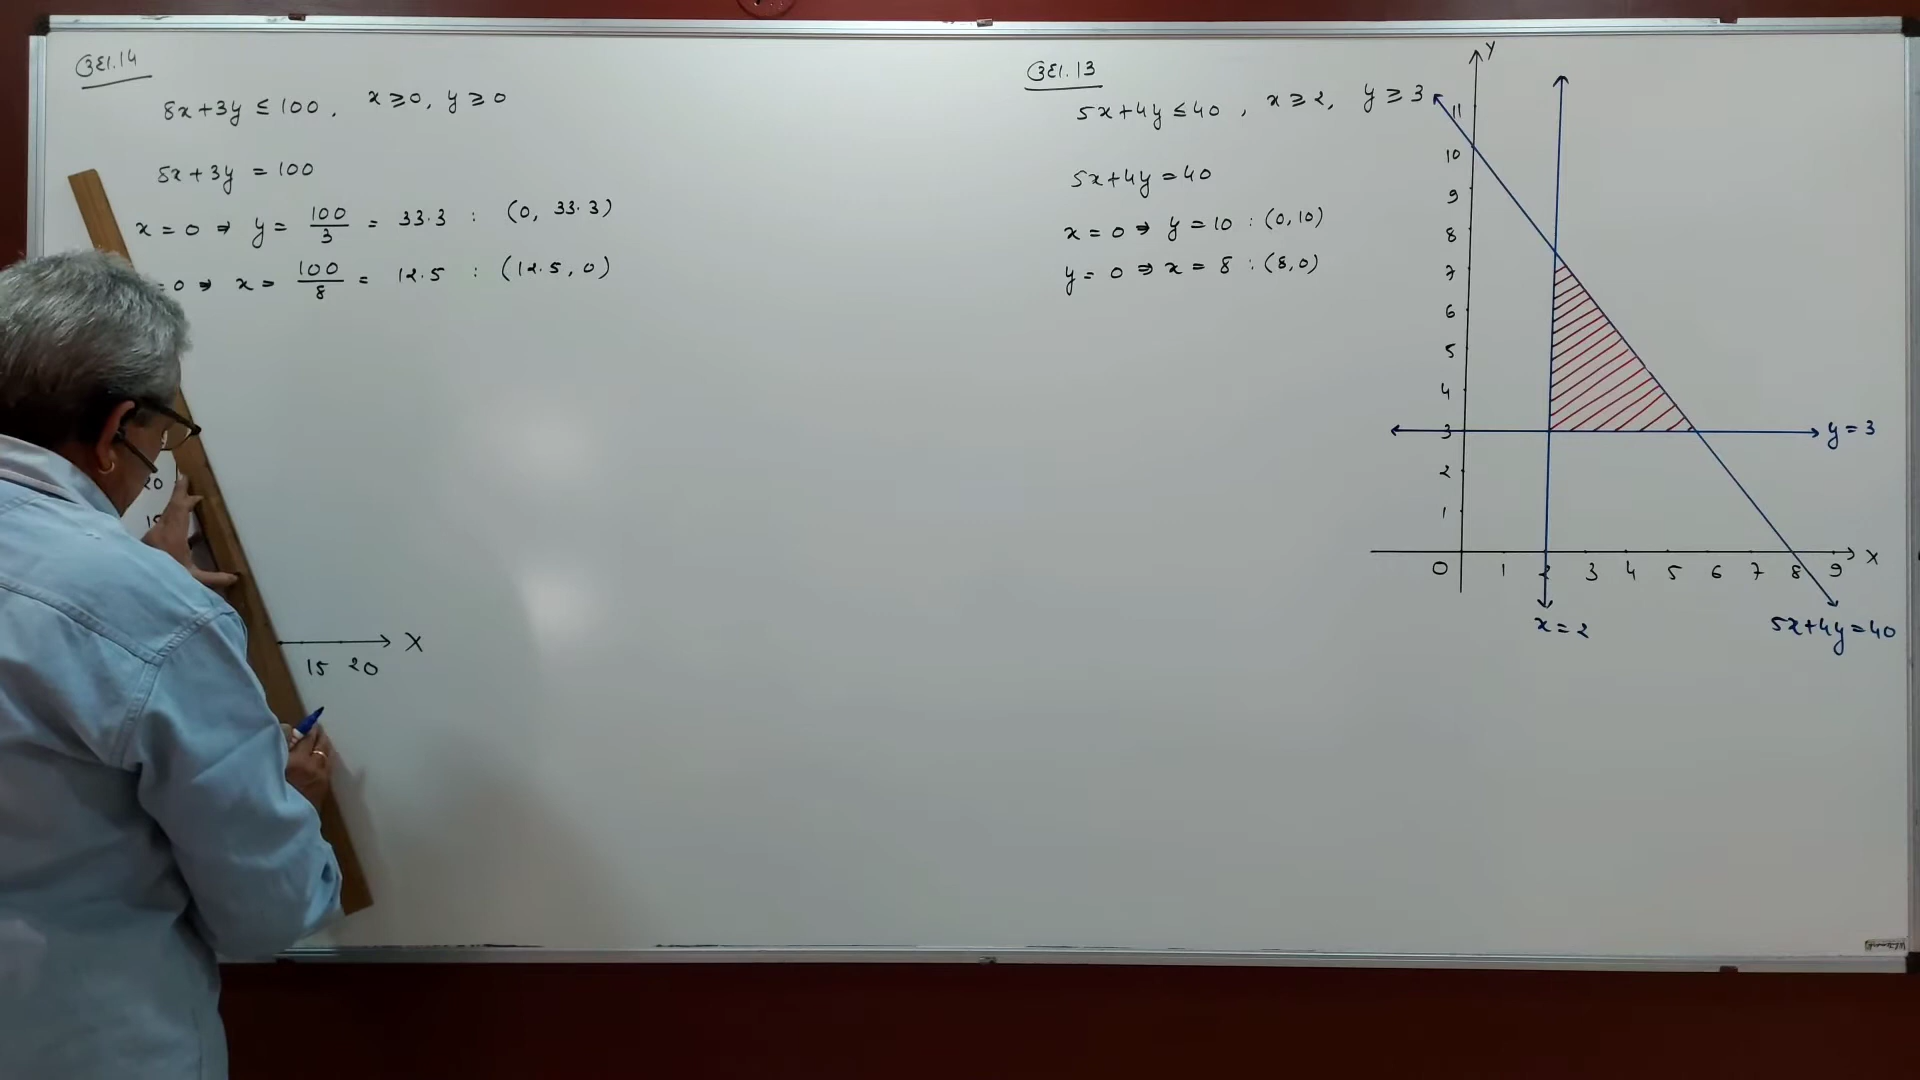 ઉદા.14
8x+3y ≤ 100, x ≥ 0, y ≥ 0
8x+3y = 100
x = 0 ⇒ y = 100/3 = 33.3 : (0, 33.3)
= 0 ⇒ x = 100/8 = 12.5 : (12.5, 0)
20
15 20
X
ઉદા.13
5x+4y ≤ 40, x ≥ 2, y ≥ 3
5x+4y = 40
x = 0 ⇒ y = 10 : (0, 10)
y = 0 ⇒ x = 8 : (8, 0)
Y
11
10
9
8
7
6
5
4
3
y = 3
2
1
X
0 1 2 3 4 5 6 7 8 9
x = 2
5x+4y = 40